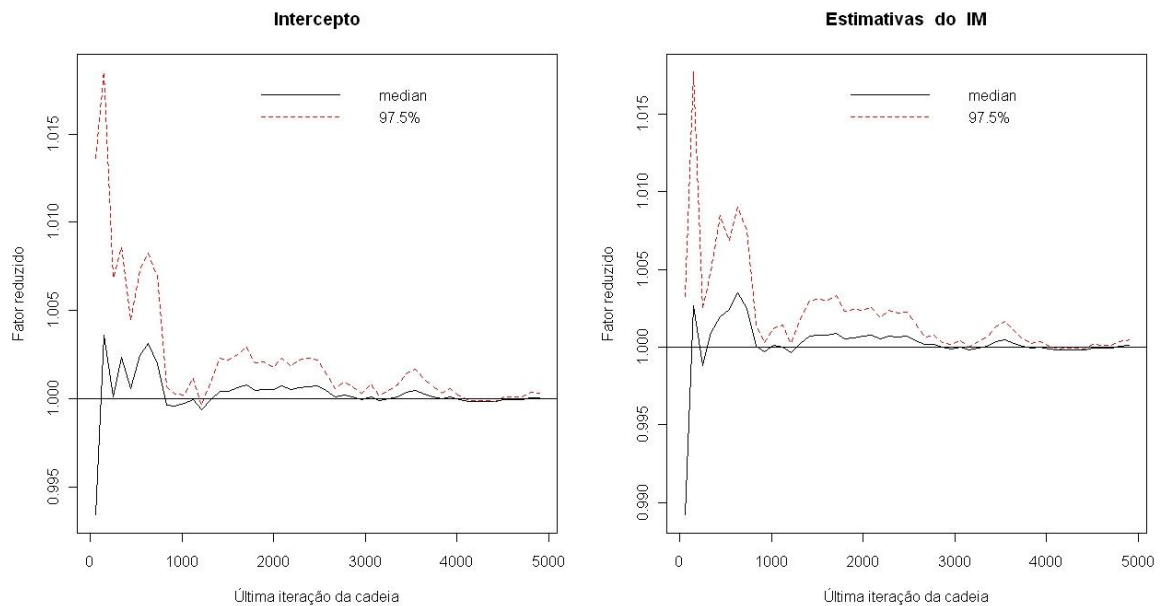 Intercepto
median
97.5%
Fator reduzido
1.015
1.010
1.005
1.000
0.995
0 1000 2000 3000 4000 5000
Última iteração da cadeia
Estimativas do IM
median
97.5%
Fator reduzido
1.015
1.010
1.005
1.000
0.995
0.990
0 1000 2000 3000 4000 5000
Última iteração da cadeia